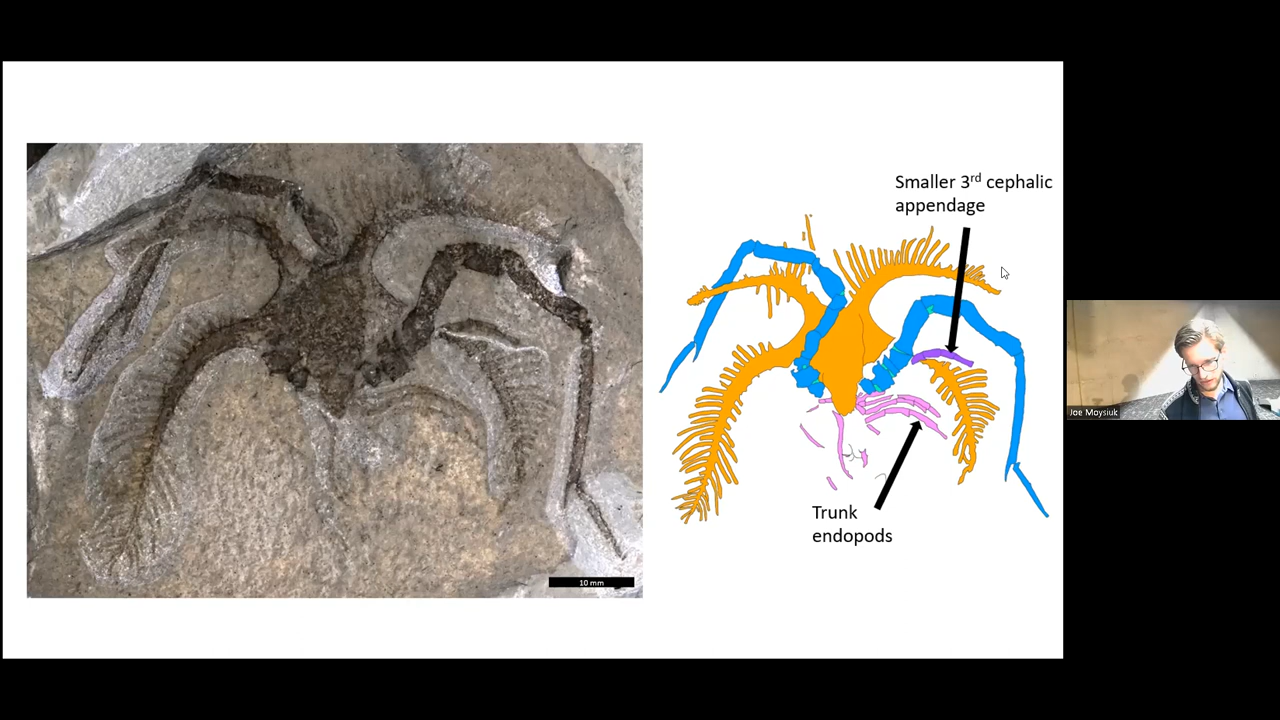 Smaller 3rd cephalic
appendage
Trunk
endopods
10 mm
Joe Moysiuk